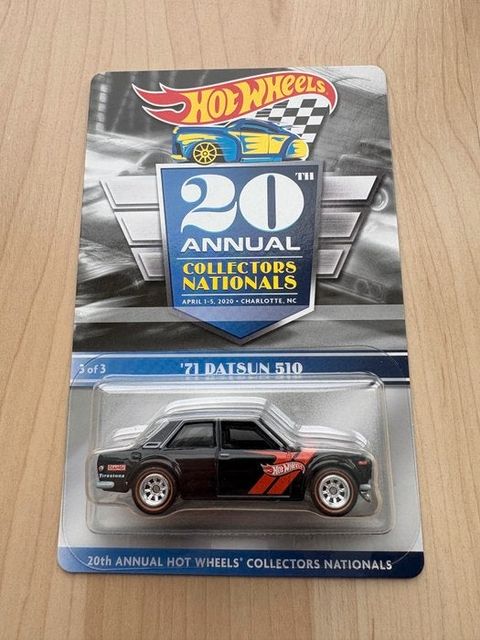 HOT WHEELS
20TH
ANNUAL
COLLECTORS
NATIONALS
APRIL 1-5, 2020 • CHARLOTTE, NC
3 of 3
'71 DATSUN 510
HOT WHEELS
Firestone
20th ANNUAL HOT WHEELS® COLLECTORS NATIONALS